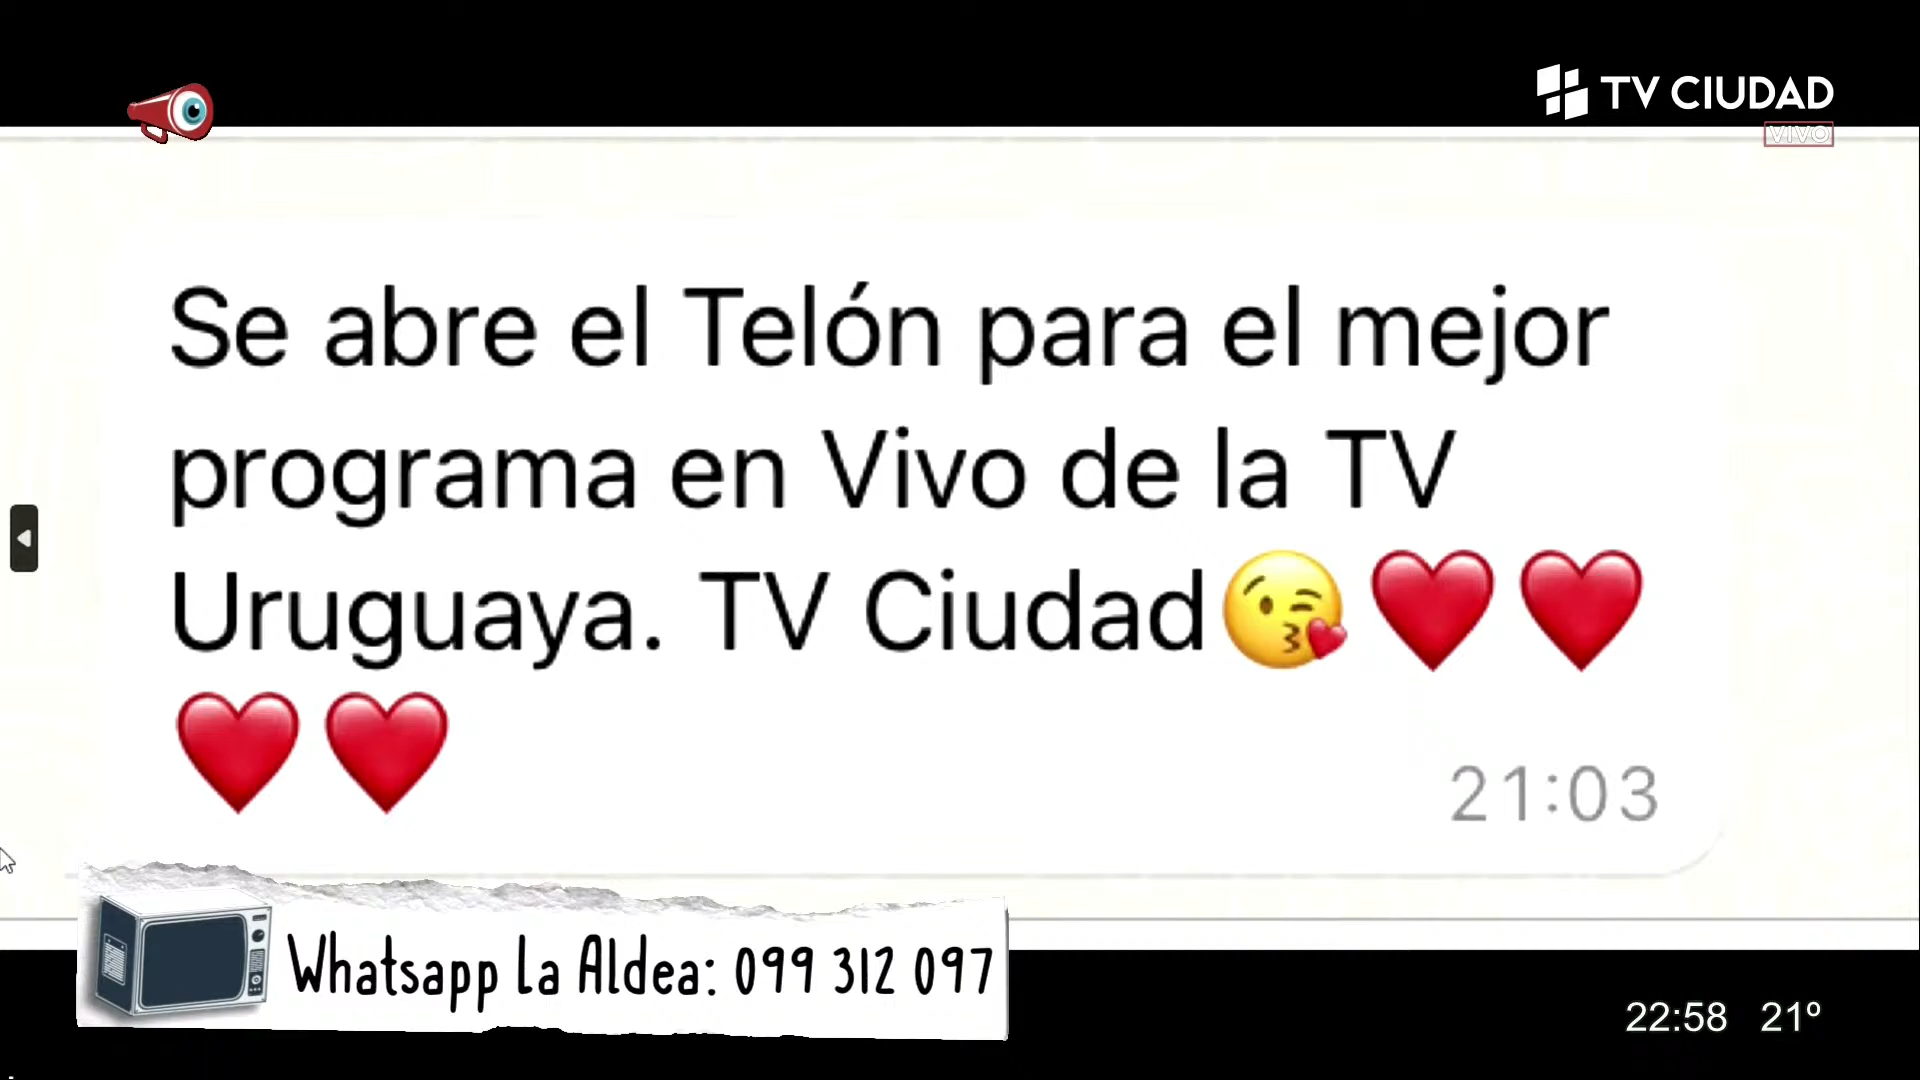 TV CIUDAD
VIVO
Se abre el Telón para el mejor
programa en Vivo de la TV
Uruguaya. TV Ciudad😘❤️❤️
❤️❤️
21:03
Whatsapp La Aldea: 099 312 097
22:58 21º